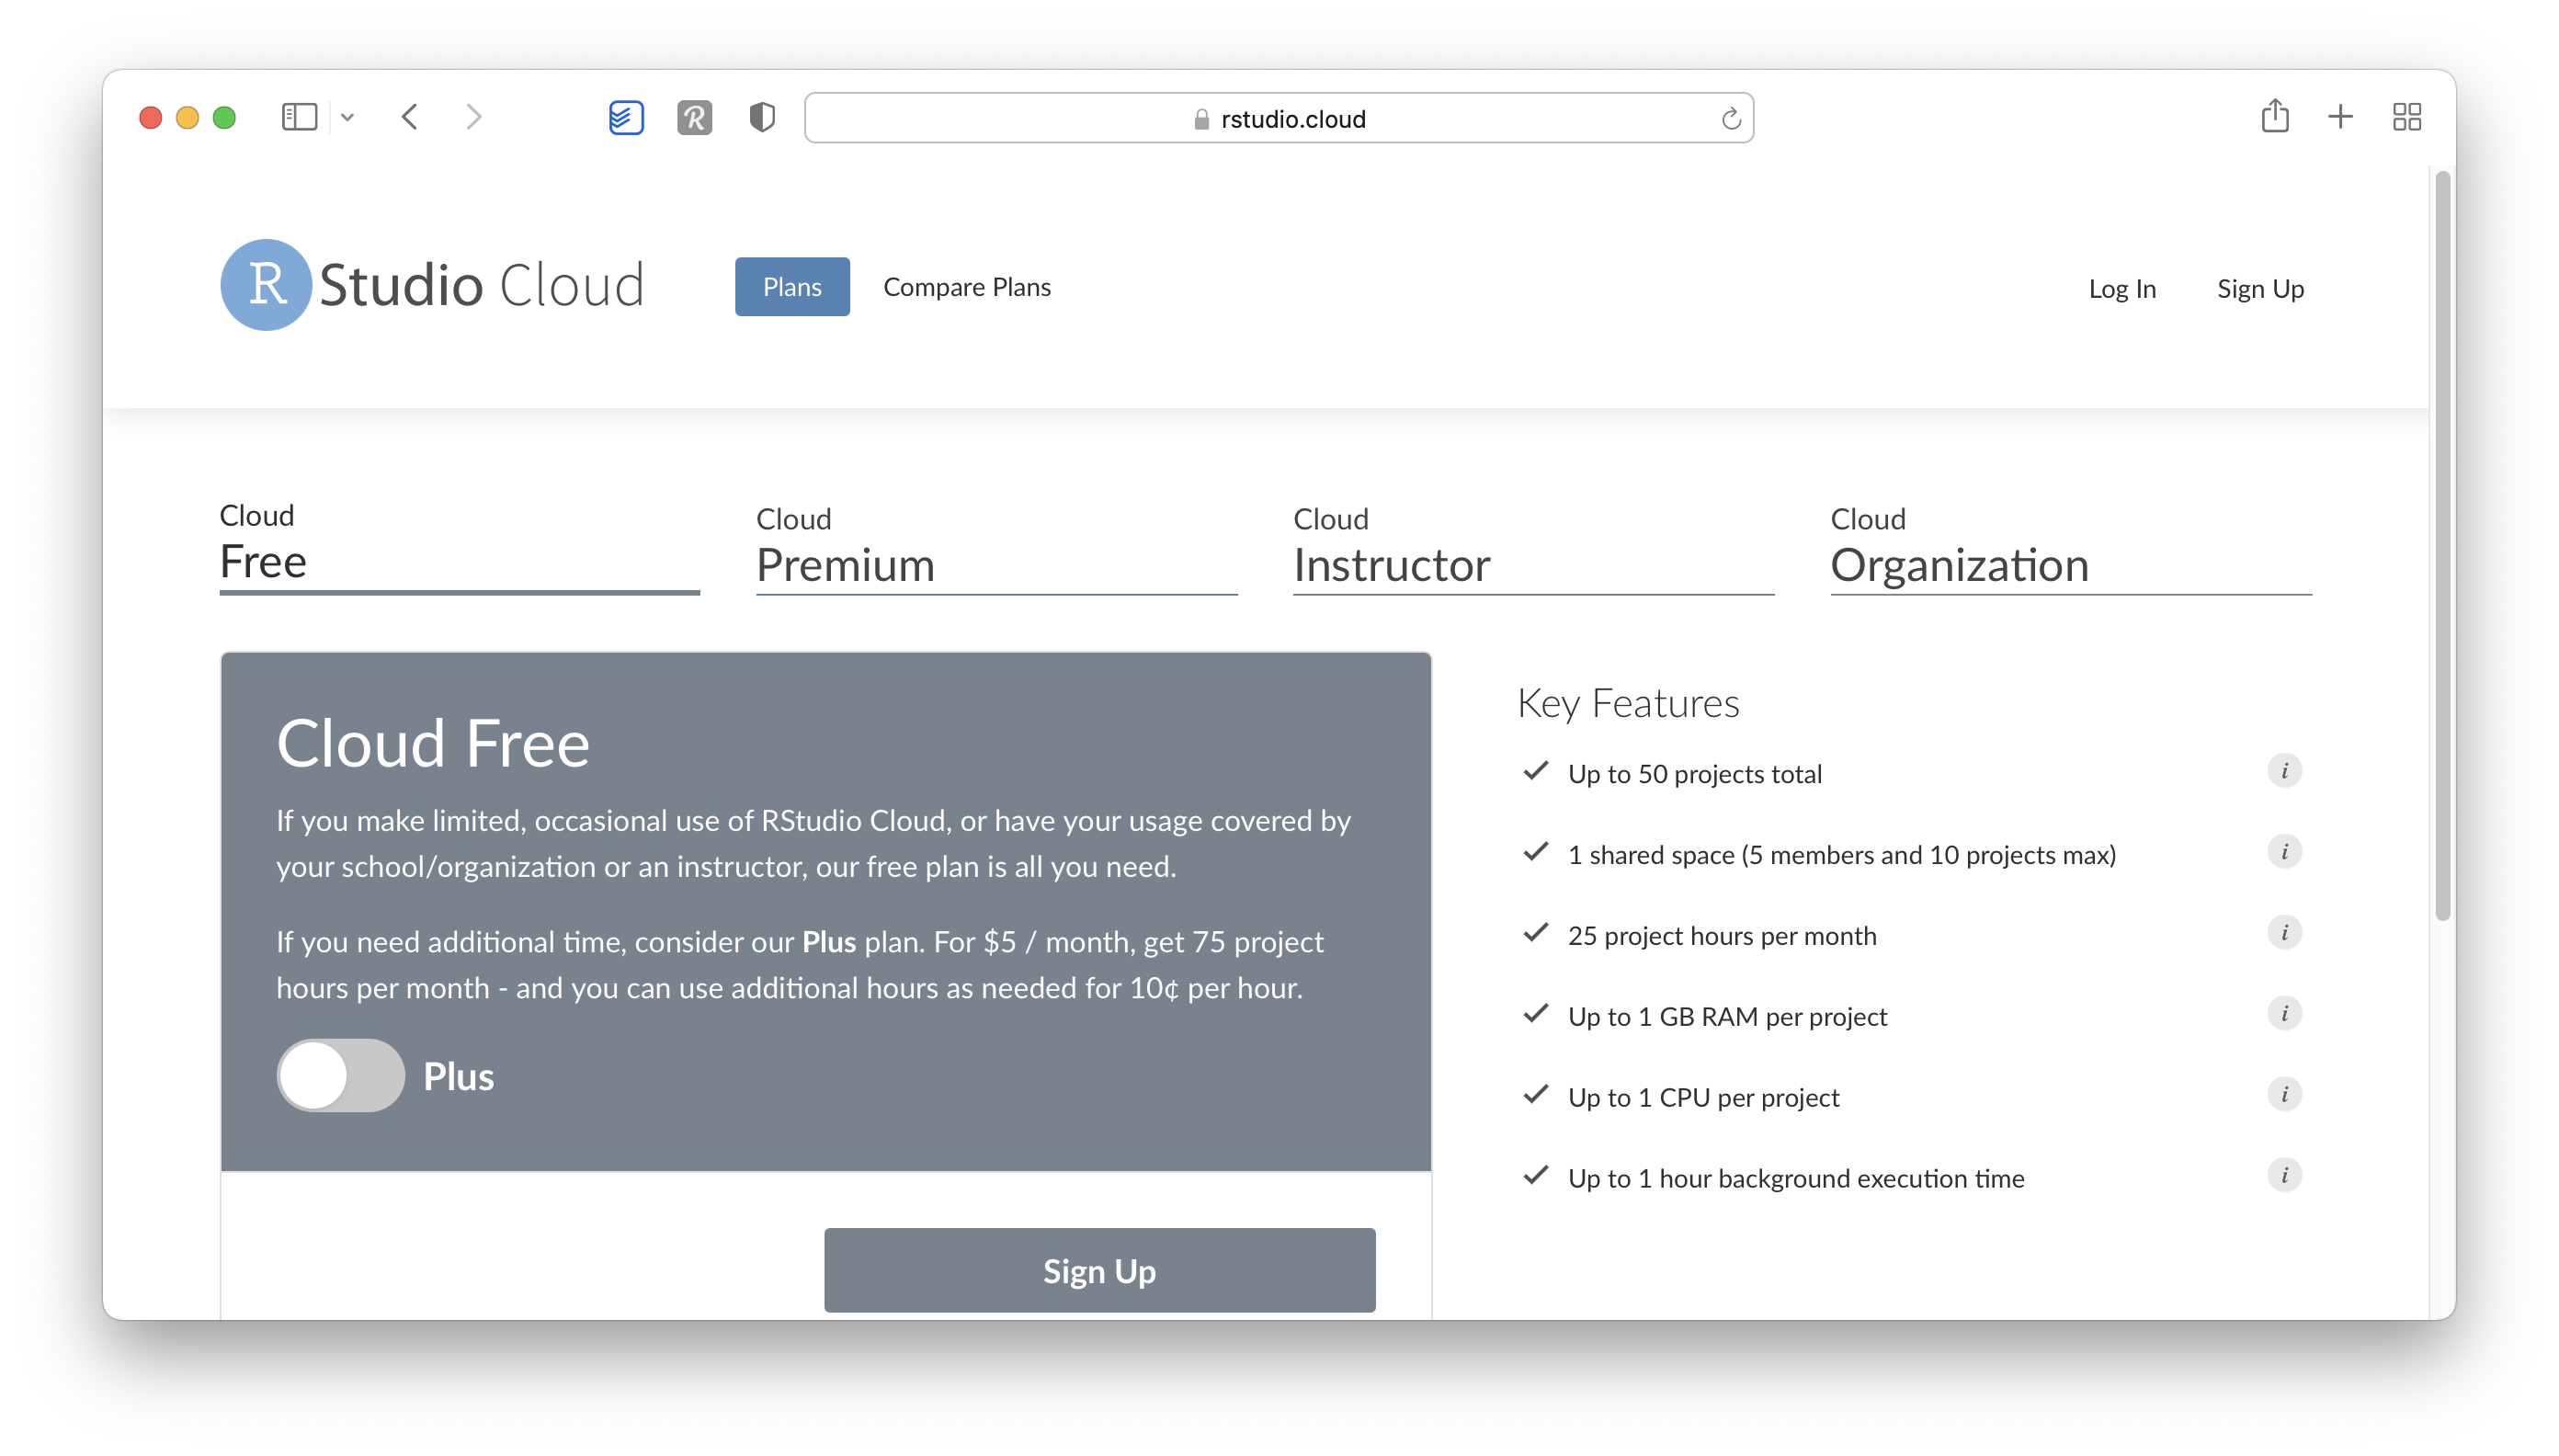 rstudio.cloud
R Studio Cloud
Plans
Compare Plans
Log In
Sign Up
Cloud
Free
Cloud
Premium
Cloud
Instructor
Cloud
Organization
Cloud Free
If you make limited, occasional use of RStudio Cloud, or have your usage covered by
your school/organization or an instructor, our free plan is all you need.
If you need additional time, consider our Plus plan. For $5 / month, get 75 project
hours per month - and you can use additional hours as needed for 10¢ per hour.
Plus
Sign Up
Key Features
Up to 50 projects total
1 shared space (5 members and 10 projects max)
25 project hours per month
Up to 1 GB RAM per project
Up to 1 CPU per project
Up to 1 hour background execution time